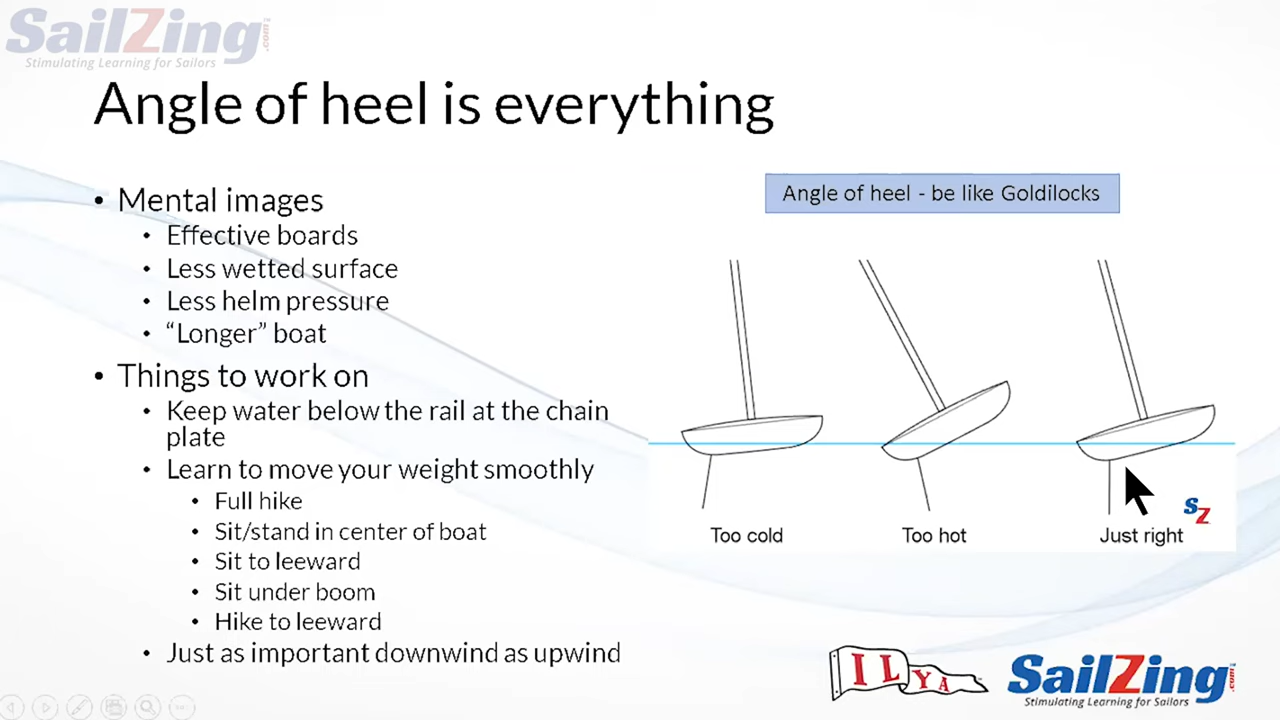 SailZing.com
Stimulating Learning for Sailors
Angle of heel is everything
• Mental images
• Effective boards
• Less wetted surface
• Less helm pressure
• “Longer” boat
• Things to work on
• Keep water below the rail at the chain
plate
• Learn to move your weight smoothly
• Full hike
• Sit/stand in center of boat
• Sit to leeward
• Sit under boom
• Hike to leeward
• Just as important downwind as upwind
Angle of heel - be like Goldilocks
Too cold
Too hot
Just right
SZ
ILYA
SailZing.com
Stimulating Learning for Sailors